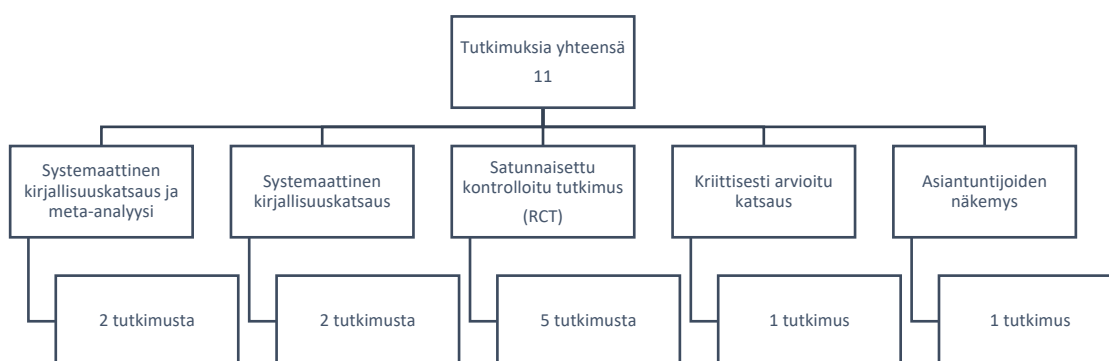 Tutkimuksia yhteensä
11
Systemaattinen
kirjallisuuskatsaus ja
meta-analyysi
Systemaattinen
kirjallisuuskatsaus
Satunnaisettu
kontrolloitu tutkimus
(RCT)
Kriittisesti arvioitu
katsaus
Asiantuntijoiden
näkemys
2 tutkimusta
2 tutkimusta
5 tutkimusta
1 tutkimus
1 tutkimus